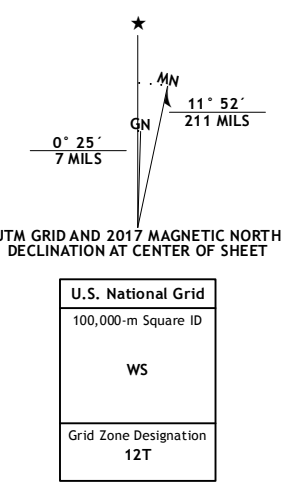 ★
MN
GN
11° 52´
211 MILS
0° 25´
7 MILS
UTM GRID AND 2017 MAGNETIC NORTH
DECLINATION AT CENTER OF SHEET
U.S. National Grid
100,000-m Square ID
WS
Grid Zone Designation
12T